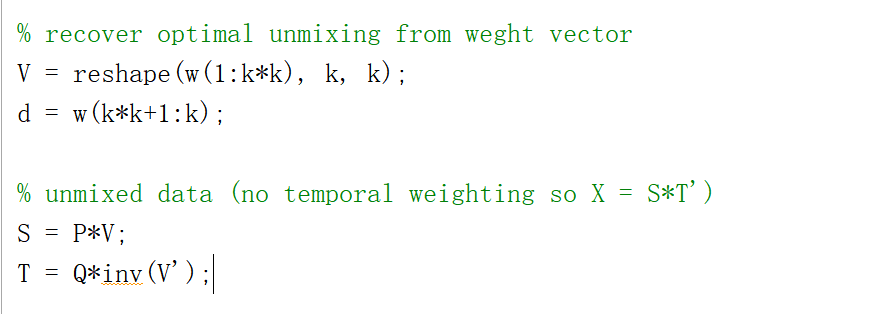 % recover optimal unmixing from weght vector
V = reshape(w(1:k*k), k, k);
d = w(k*k+1:k);
% unmixed data (no temporal weighting so X = S*T')
S = P*V;
T = Q*inv(V');